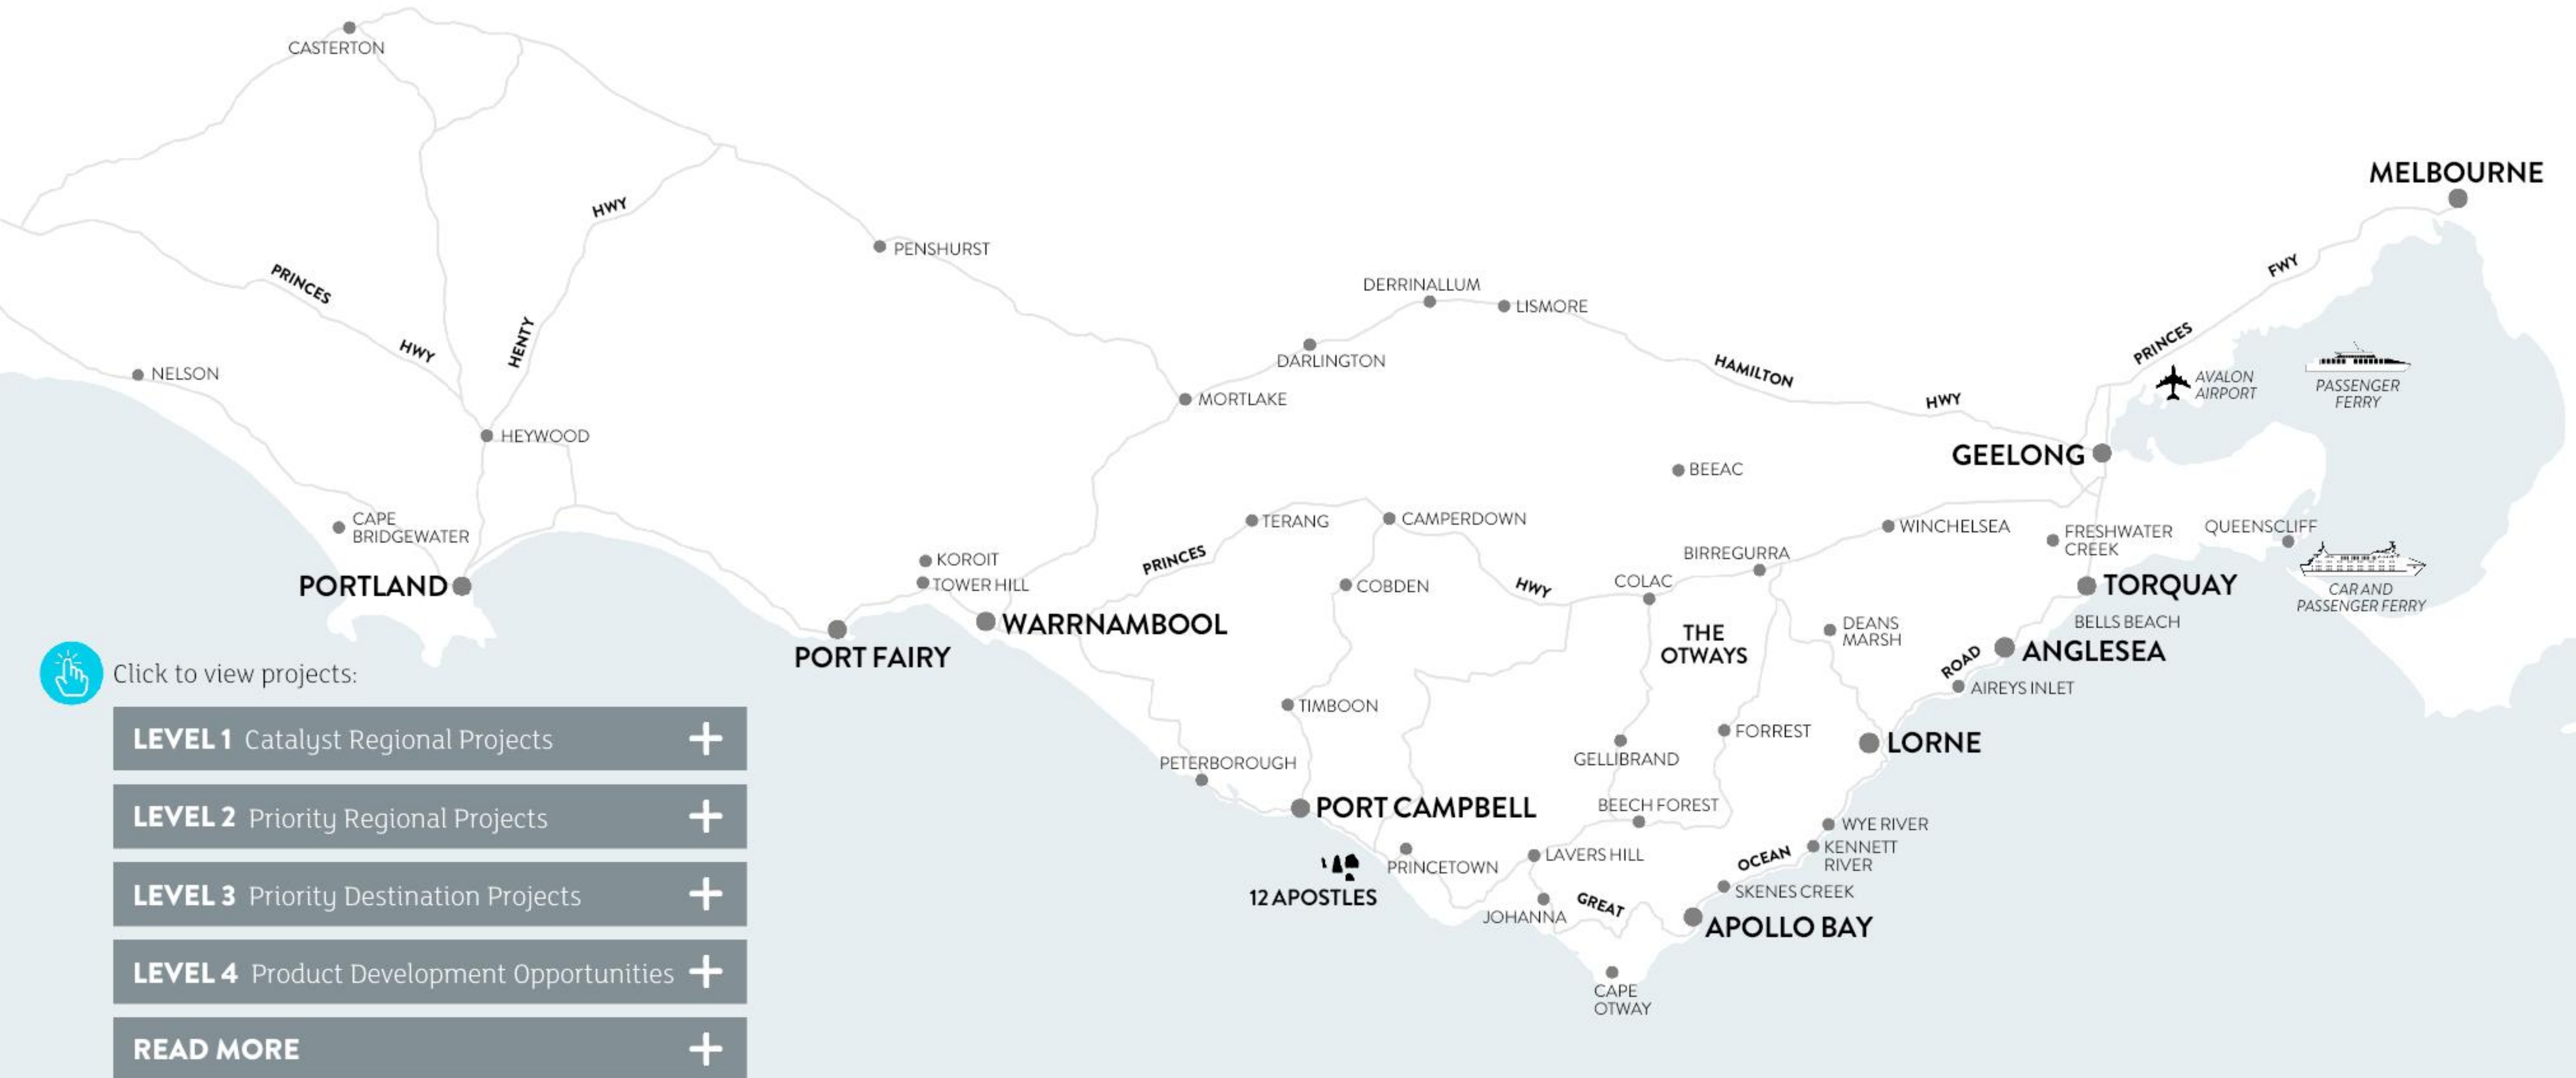 CASTERTON
MELBOURNE
HWY
PENSHURST
FWY
PRINCES
DERRINALLUM
LISMORE
HENTY
PRINCES
HWY
DARLINGTON
HAMILTON
AVALON
AIRPORT
PASSENGER
FERRY
NELSON
MORTLAKE
HWY
HEYWOOD
GEELONG
BEEAC
CAPE
BRIDGEWATER
TERANG
CAMPERDOWN
WINCHELSEA
FRESHWATER
CREEK
QUEENSCLIFF
KOROIT
PRINCES
BIRREGURRA
PORTLAND
TOWER HILL
COBDEN
HWY
COLAC
TORQUAY
CAR AND
PASSENGER FERRY
WARRNAMBOOL
THE
OTWAYS
DEANS
MARSH
BELLS BEACH
PORT FAIRY
ROAD
ANGLESEA
Click to view projects:
AIREYS INLET
TIMBOON
LEVEL 1 Catalyst Regional Projects
FORREST
LORNE
PETERBOROUGH
GELLIBRAND
PORT CAMPBELL
BEECH FOREST
LEVEL 2 Priority Regional Projects
WYE RIVER
KENNETT
RIVER
PRINCETOWN
LAVERS HILL
OCEAN
12 APOSTLES
LEVEL 3 Priority Destination Projects
SKENES CREEK
JOHANNA
GREAT
APOLLO BAY
LEVEL 4 Product Development Opportunities
CAPE
OTWAY
READ MORE